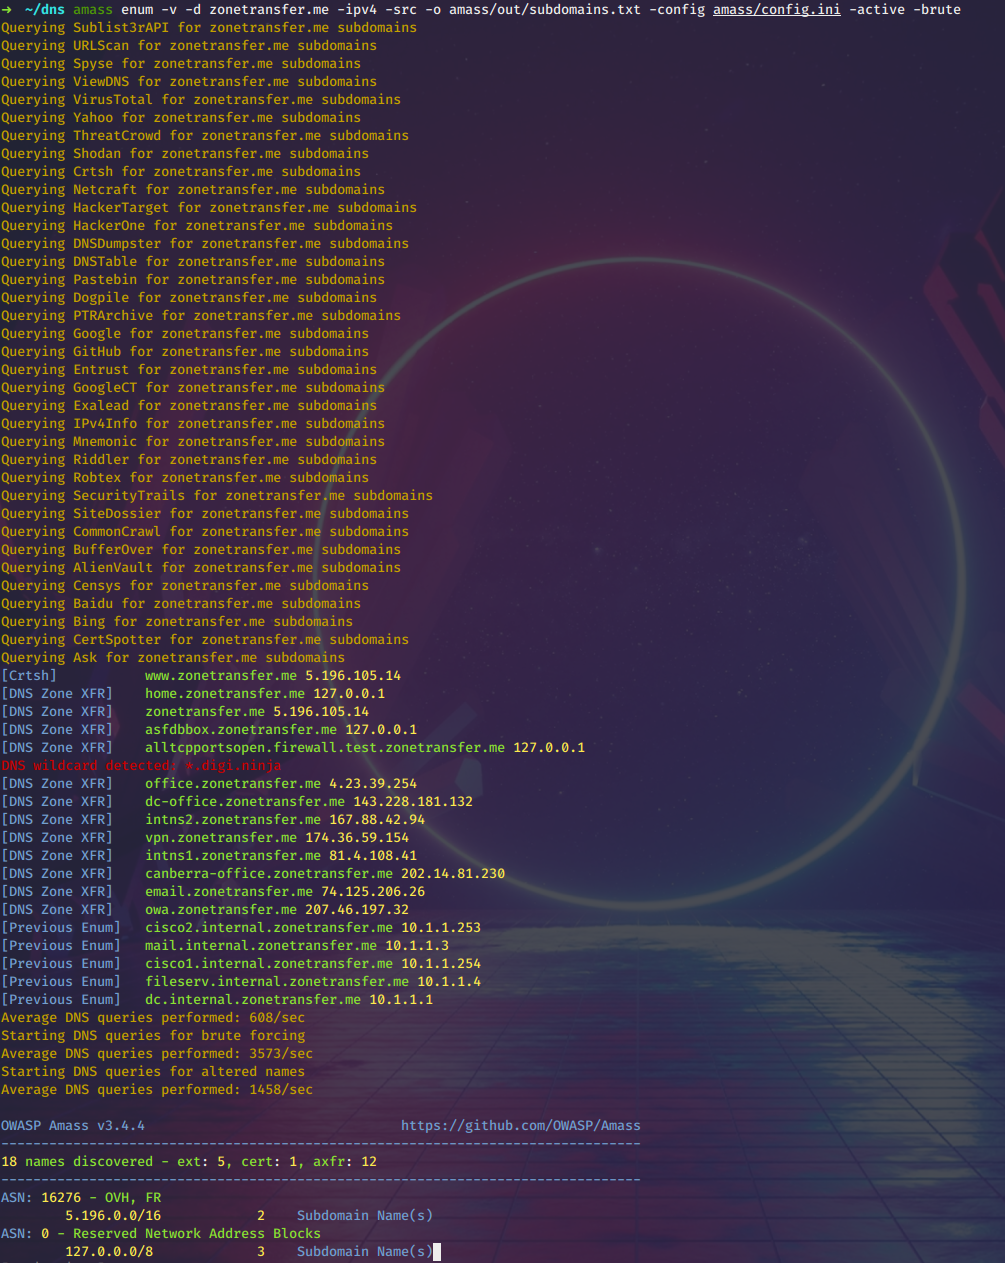 → ~/dns amass enum -v -d zonetransfer.me -ipv4 -src -o amass/out/subdomains.txt -config amass/config.ini -active -brute
Querying Sublist3rAPI for zonetransfer.me subdomains
Querying URLScan for zonetransfer.me subdomains
Querying Spyse for zonetransfer.me subdomains
Querying ViewDNS for zonetransfer.me subdomains
Querying VirusTotal for zonetransfer.me subdomains
Querying Yahoo for zonetransfer.me subdomains
Querying ThreatCrowd for zonetransfer.me subdomains
Querying Shodan for zonetransfer.me subdomains
Querying Crtsh for zonetransfer.me subdomains
Querying Netcraft for zonetransfer.me subdomains
Querying HackerTarget for zonetransfer.me subdomains
Querying HackerOne for zonetransfer.me subdomains
Querying DNSDumpster for zonetransfer.me subdomains
Querying DNSTable for zonetransfer.me subdomains
Querying Pastebin for zonetransfer.me subdomains
Querying Dogpile for zonetransfer.me subdomains
Querying PTRArchive for zonetransfer.me subdomains
Querying Google for zonetransfer.me subdomains
Querying GitHub for zonetransfer.me subdomains
Querying Entrust for zonetransfer.me subdomains
Querying GoogleCT for zonetransfer.me subdomains
Querying Exalead for zonetransfer.me subdomains
Querying IPv4Info for zonetransfer.me subdomains
Querying Mnemonic for zonetransfer.me subdomains
Querying Riddler for zonetransfer.me subdomains
Querying Robtex for zonetransfer.me subdomains
Querying SecurityTrails for zonetransfer.me subdomains
Querying SiteDossier for zonetransfer.me subdomains
Querying CommonCrawl for zonetransfer.me subdomains
Querying BufferOver for zonetransfer.me subdomains
Querying AlienVault for zonetransfer.me subdomains
Querying Censys for zonetransfer.me subdomains
Querying Baidu for zonetransfer.me subdomains
Querying Bing for zonetransfer.me subdomains
Querying CertSpotter for zonetransfer.me subdomains
Querying Ask for zonetransfer.me subdomains
[Crtsh] www.zonetransfer.me 5.196.105.14
[DNS Zone XFR] home.zonetransfer.me 127.0.0.1
[DNS Zone XFR] zonetransfer.me 5.196.105.14
[DNS Zone XFR] asfdbbox.zonetransfer.me 127.0.0.1
[DNS Zone XFR] alltcpportsopen.firewall.test.zonetransfer.me 127.0.0.1
DNS wildcard detected: *.digi.ninja
[DNS Zone XFR] office.zonetransfer.me 4.23.39.254
[DNS Zone XFR] dc-office.zonetransfer.me 143.228.181.132
[DNS Zone XFR] intns2.zonetransfer.me 167.88.42.94
[DNS Zone XFR] vpn.zonetransfer.me 174.36.59.154
[DNS Zone XFR] intns1.zonetransfer.me 81.4.108.41
[DNS Zone XFR] canberra-office.zonetransfer.me 202.14.81.230
[DNS Zone XFR] email.zonetransfer.me 74.125.206.26
[DNS Zone XFR] owa.zonetransfer.me 207.46.197.32
[Previous Enum] cisco2.internal.zonetransfer.me 10.1.1.253
[Previous Enum] mail.internal.zonetransfer.me 10.1.1.3
[Previous Enum] cisco1.internal.zonetransfer.me 10.1.1.254
[Previous Enum] fileserv.internal.zonetransfer.me 10.1.1.4
[Previous Enum] dc.internal.zonetransfer.me 10.1.1.1
Average DNS queries performed: 608/sec
Starting DNS queries for brute forcing
Average DNS queries performed: 3573/sec
Starting DNS queries for altered names
Average DNS queries performed: 1458/sec
OWASP Amass v3.4.4 https://github.com/OWASP/Amass
--------------------------------------------------------------------------------
18 names discovered - ext: 5, cert: 1, axfr: 12
--------------------------------------------------------------------------------
ASN: 16276 - OVH, FR
5.196.0.0/16 2 Subdomain Name(s)
ASN: 0 - Reserved Network Address Blocks
127.0.0.0/8 3 Subdomain Name(s)